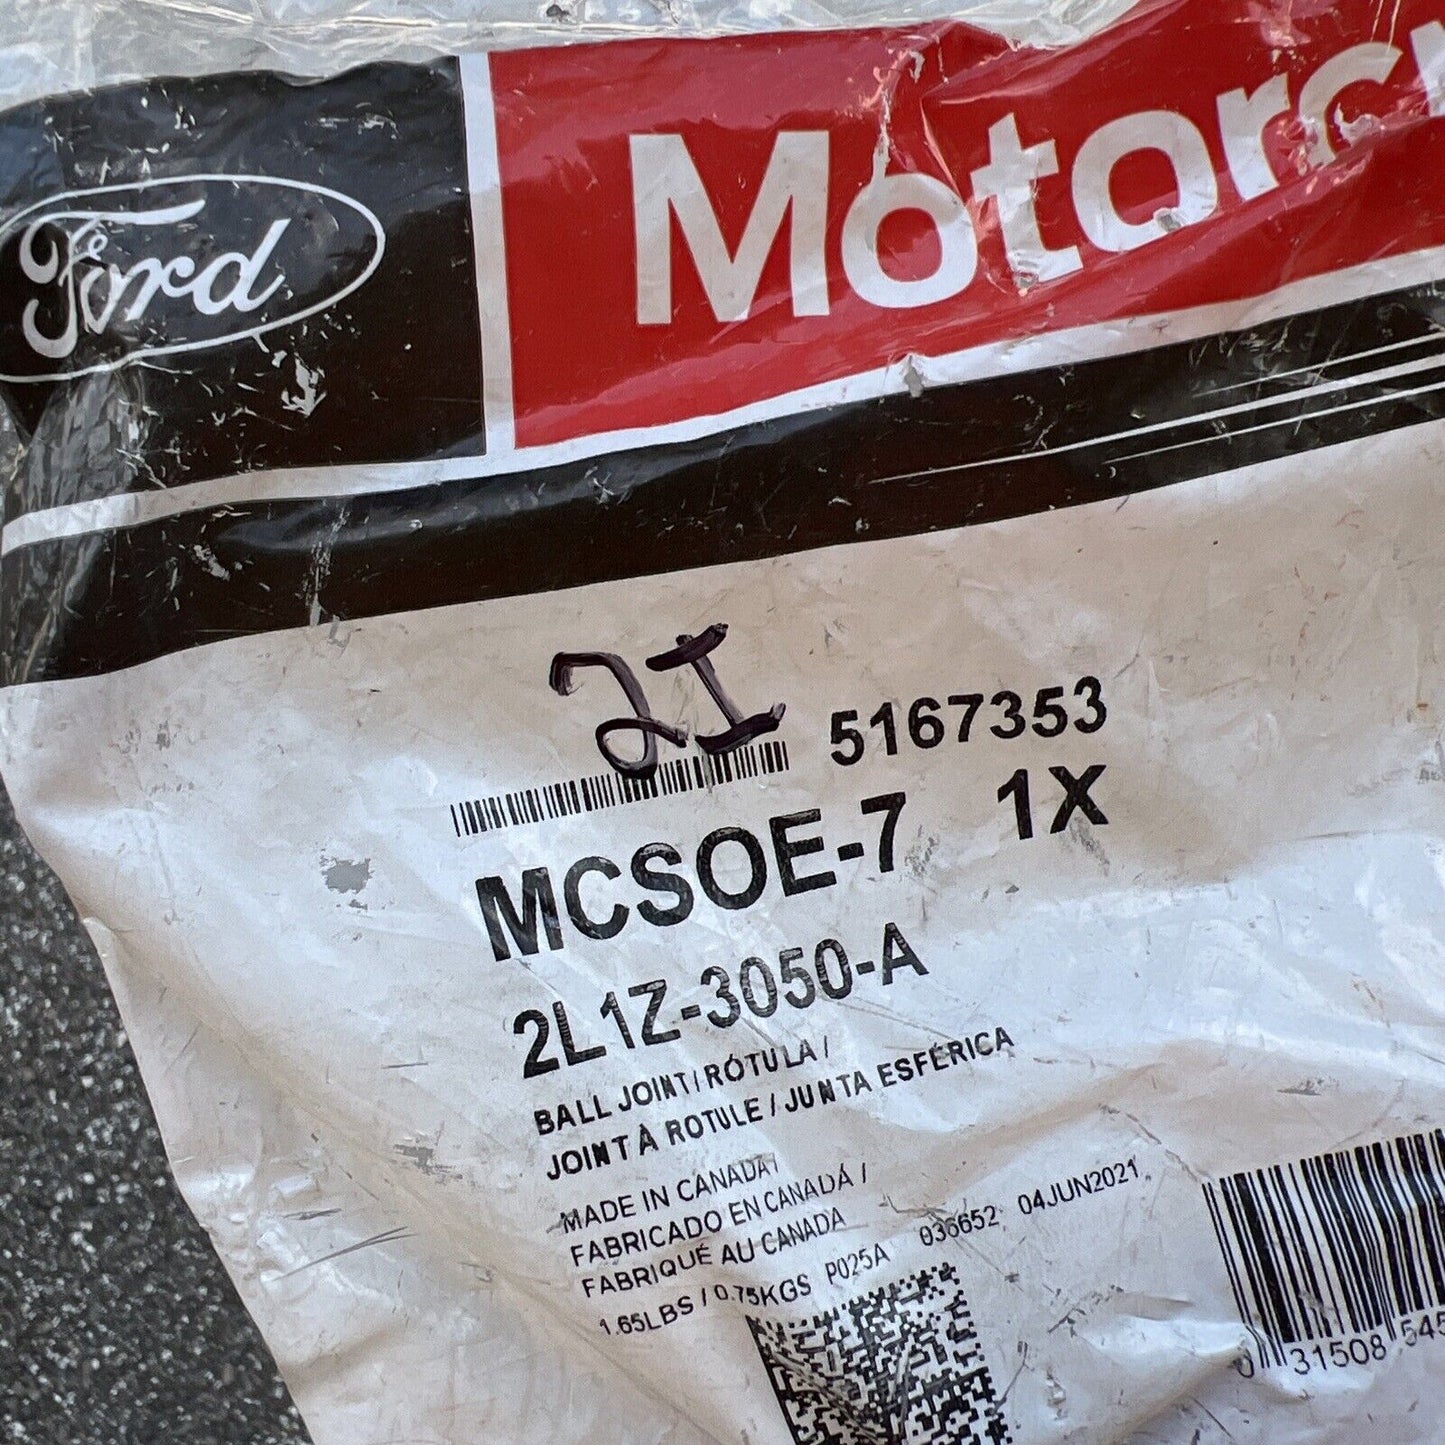 Ford
Motorc
2I
5167353
MCSOE-7 1X
2L1Z-3050-A
BALL JOINT / RÓTULA /
JOINT À ROTULE / JUNTA ESFÉRICA
MADE IN CANADA /
FABRICADO EN CANADÁ /
FABRIQUÉ AU CANADA
1.65LBS / 0.75KGS P025A 036652 04JUN2021
0 31508 545